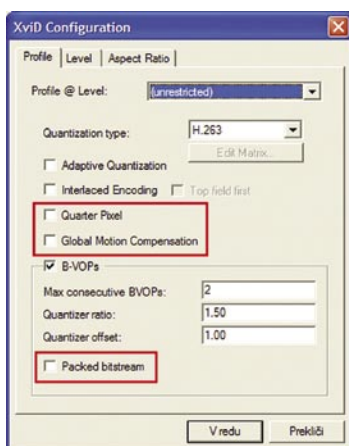 XviD Configuration
Profile Level Aspect Ratio
Profile @ Level: (unrestricted)
Quantization type: H.263
Edit Matrix...
Adaptive Quantization
Interlaced Encoding Top field first
Quarter Pixel
Global Motion Compensation
B-VOPs
Max consecutive BVOPs: 2
Quantizer ratio: 1.50
Quantizer offset: 1.00
Packed bitstream
V redu Prekliči